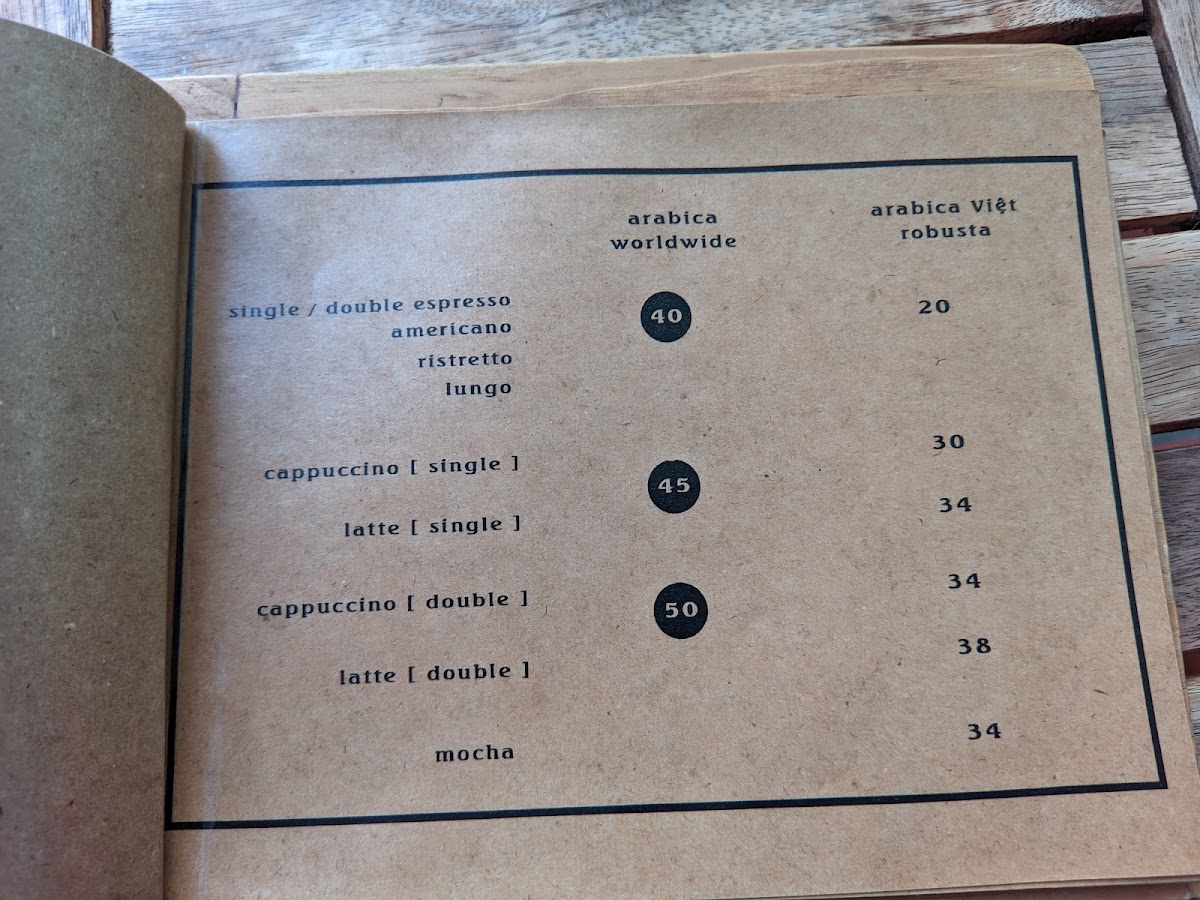 arabica worldwide
arabica Việt robusta
single / double espresso 40 20
americano
ristretto
lungo
cappuccino [ single ] 30
45
latte [ single ] 34
cappuccino [ double ] 50 34
latte [ double ] 38
mocha 34